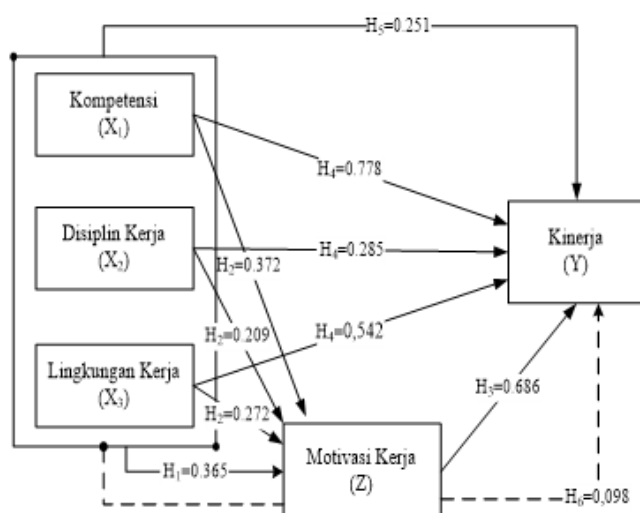 H₅=0.251
Kompetensi
(X₁)
H₄=0.778
Disiplin Kerja
(X₂)
H₄=0.285
Kinerja
(Y)
H₂=0.372
H₂=0.209
H₄=0,542
Lingkungan Kerja
(X₃)
H₂=0.272
H₃=0.686
Motivasi Kerja
(Z)
H₁=0.365
H₆=0,098